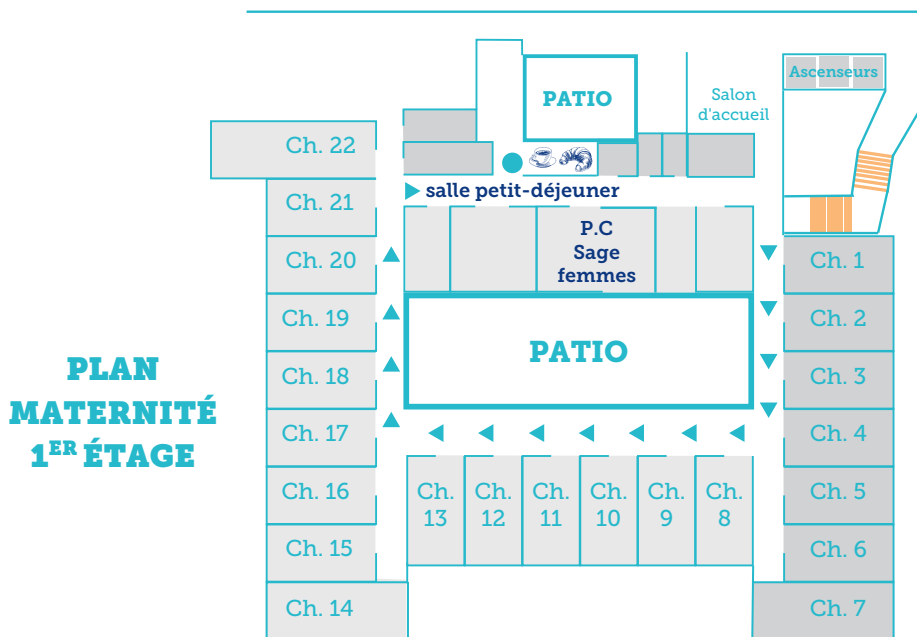 PATIO
Ascenseurs
Salon
d'accueil
Ch. 22
salle petit-déjeuner
Ch. 21
P.C
Sage
femmes
Ch. 20
Ch. 1
Ch. 19
Ch. 2
PATIO
PLAN
MATERNITÉ
1ER ÉTAGE
Ch. 18
Ch. 3
Ch. 17
Ch. 4
Ch. 16
Ch.
13
Ch.
12
Ch.
11
Ch.
10
Ch.
9
Ch.
8
Ch. 5
Ch. 15
Ch. 6
Ch. 14
Ch. 7